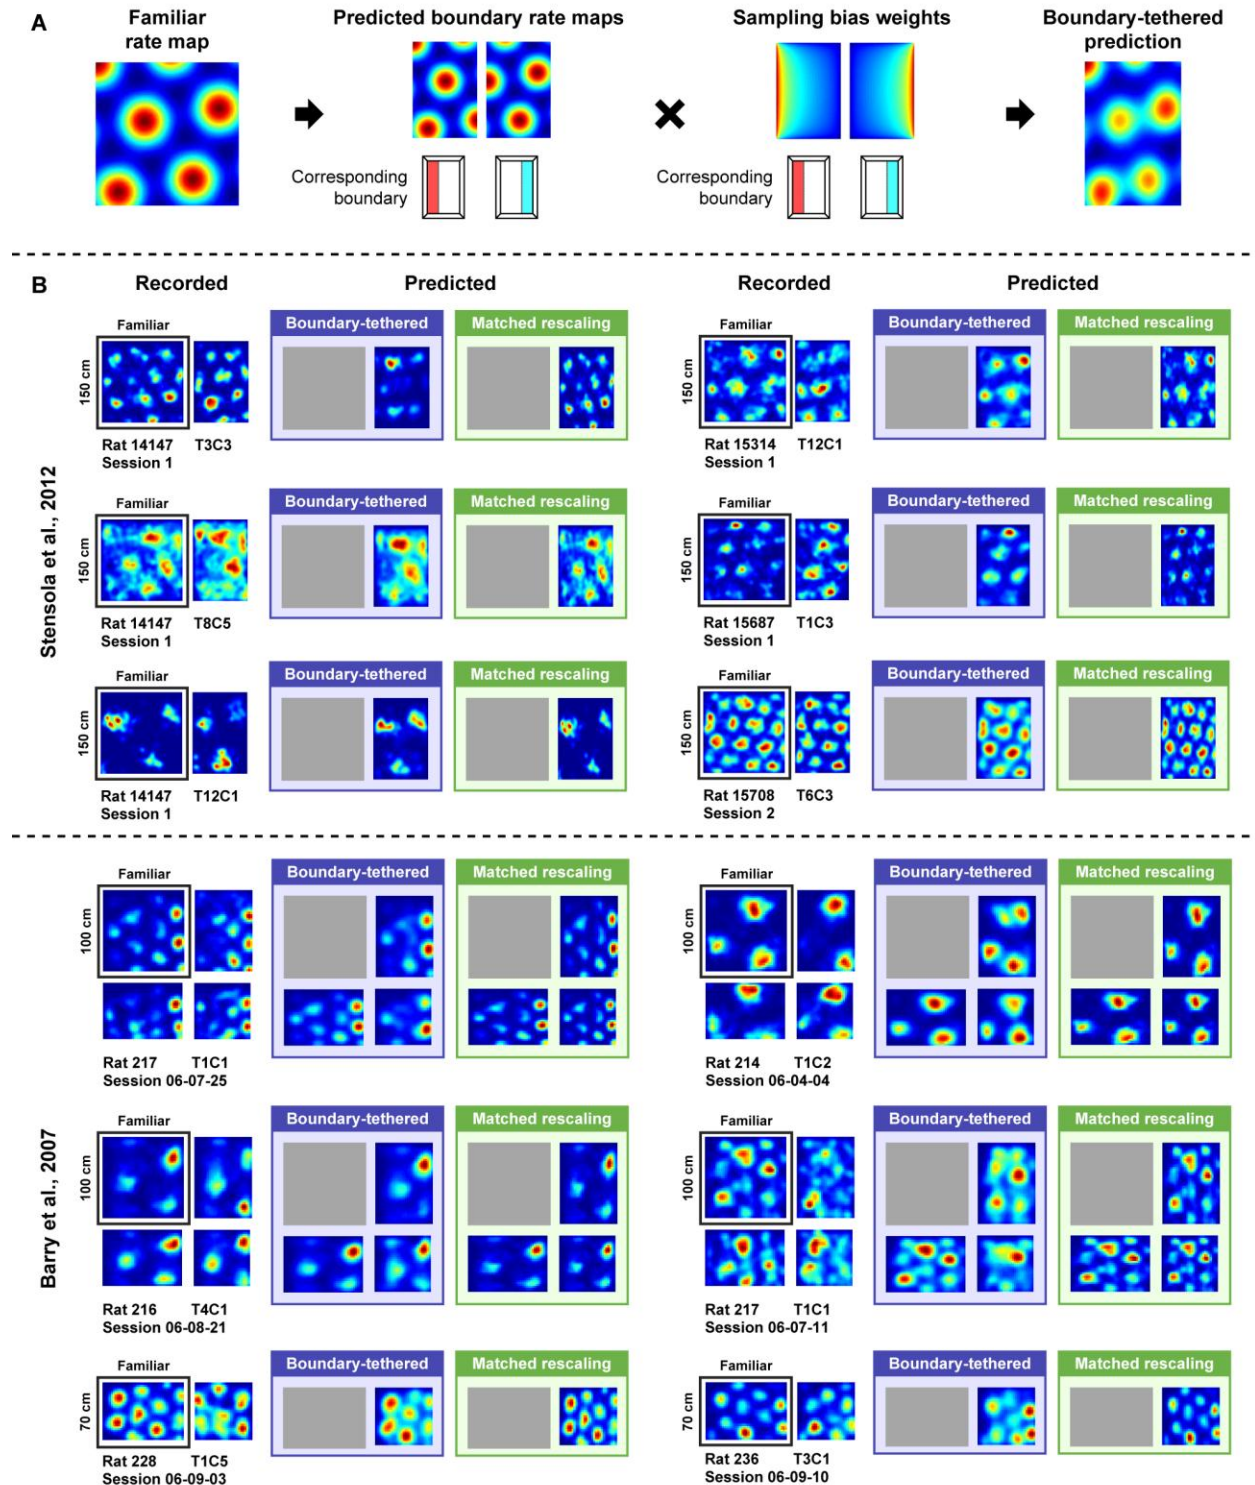 A
Familiar
rate map
Predicted boundary rate maps
Sampling bias weights
Boundary-tethered
prediction
Corresponding
boundary
Corresponding
boundary
B
Recorded
Predicted
Recorded
Predicted
Stensola et al., 2012
Familiar
Boundary-tethered
Matched rescaling
150 cm
Rat 14147
Session 1
T3C3
Familiar
Boundary-tethered
Matched rescaling
150 cm
Rat 15314
Session 1
T12C1
Familiar
Boundary-tethered
Matched rescaling
150 cm
Rat 14147
Session 1
T8C5
Familiar
Boundary-tethered
Matched rescaling
150 cm
Rat 15687
Session 1
T1C3
Familiar
Boundary-tethered
Matched rescaling
150 cm
Rat 14147
Session 1
T12C1
Familiar
Boundary-tethered
Matched rescaling
150 cm
Rat 15708
Session 2
T6C3
Barry et al., 2007
Familiar
Boundary-tethered
Matched rescaling
100 cm
Rat 217
Session 06-07-25
T1C1
Familiar
Boundary-tethered
Matched rescaling
100 cm
Rat 214
Session 06-04-04
T1C2
Familiar
Boundary-tethered
Matched rescaling
100 cm
Rat 216
Session 06-08-21
T4C1
Familiar
Boundary-tethered
Matched rescaling
100 cm
Rat 217
Session 06-07-11
T1C1
Familiar
Boundary-tethered
Matched rescaling
70 cm
Rat 228
Session 06-09-03
T1C5
Familiar
Boundary-tethered
Matched rescaling
70 cm
Rat 236
Session 06-09-10
T3C1